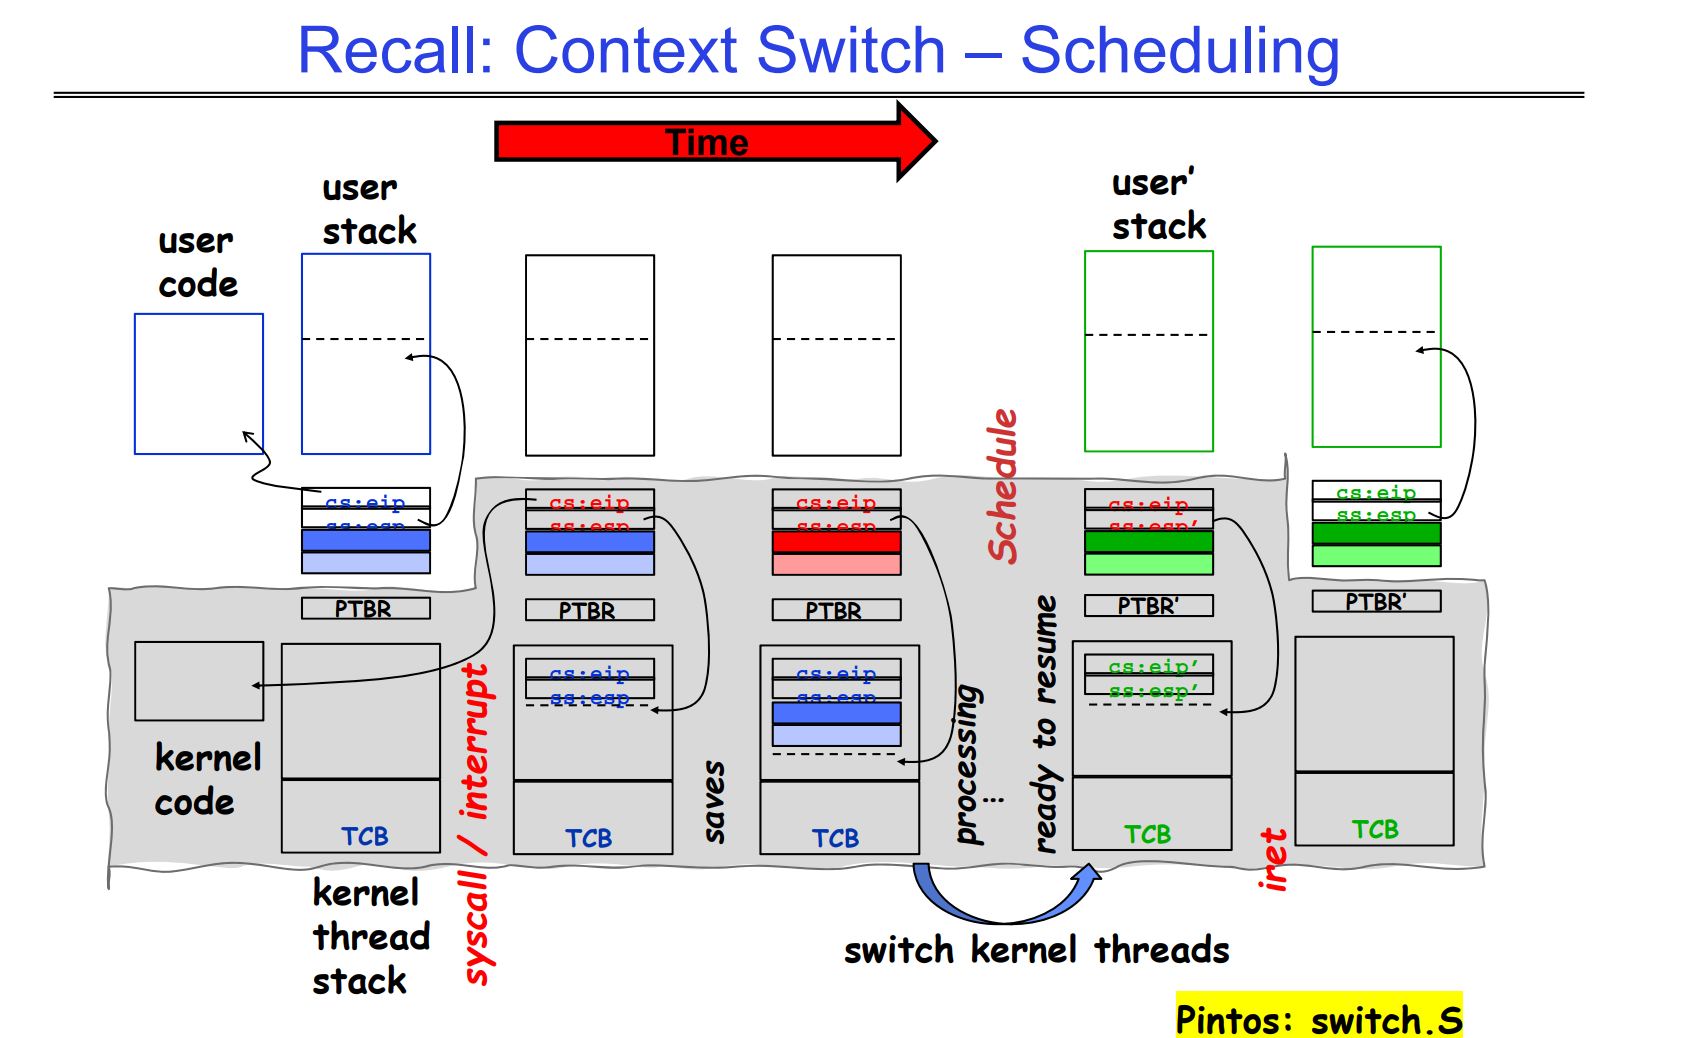 Recall: Context Switch – Scheduling
Time
user
stack
user'
stack
user
code
cs:eip
ss:esp
cs:eip
ss:esp
cs:eip
ss:esp
cs:eip
ss:esp'
cs:eip
ss:esp
PTBR
PTBR
PTBR
PTBR'
PTBR'
cs:eip
ss:esp
cs:eip
ss:esp
cs:eip'
ss:esp'
kernel
code
TCB
TCB
TCB
TCB
TCB
syscall / interrupt
saves
processing
...
Schedule
ready to resume
iret
kernel
thread
stack
switch kernel threads
Pintos: switch.S